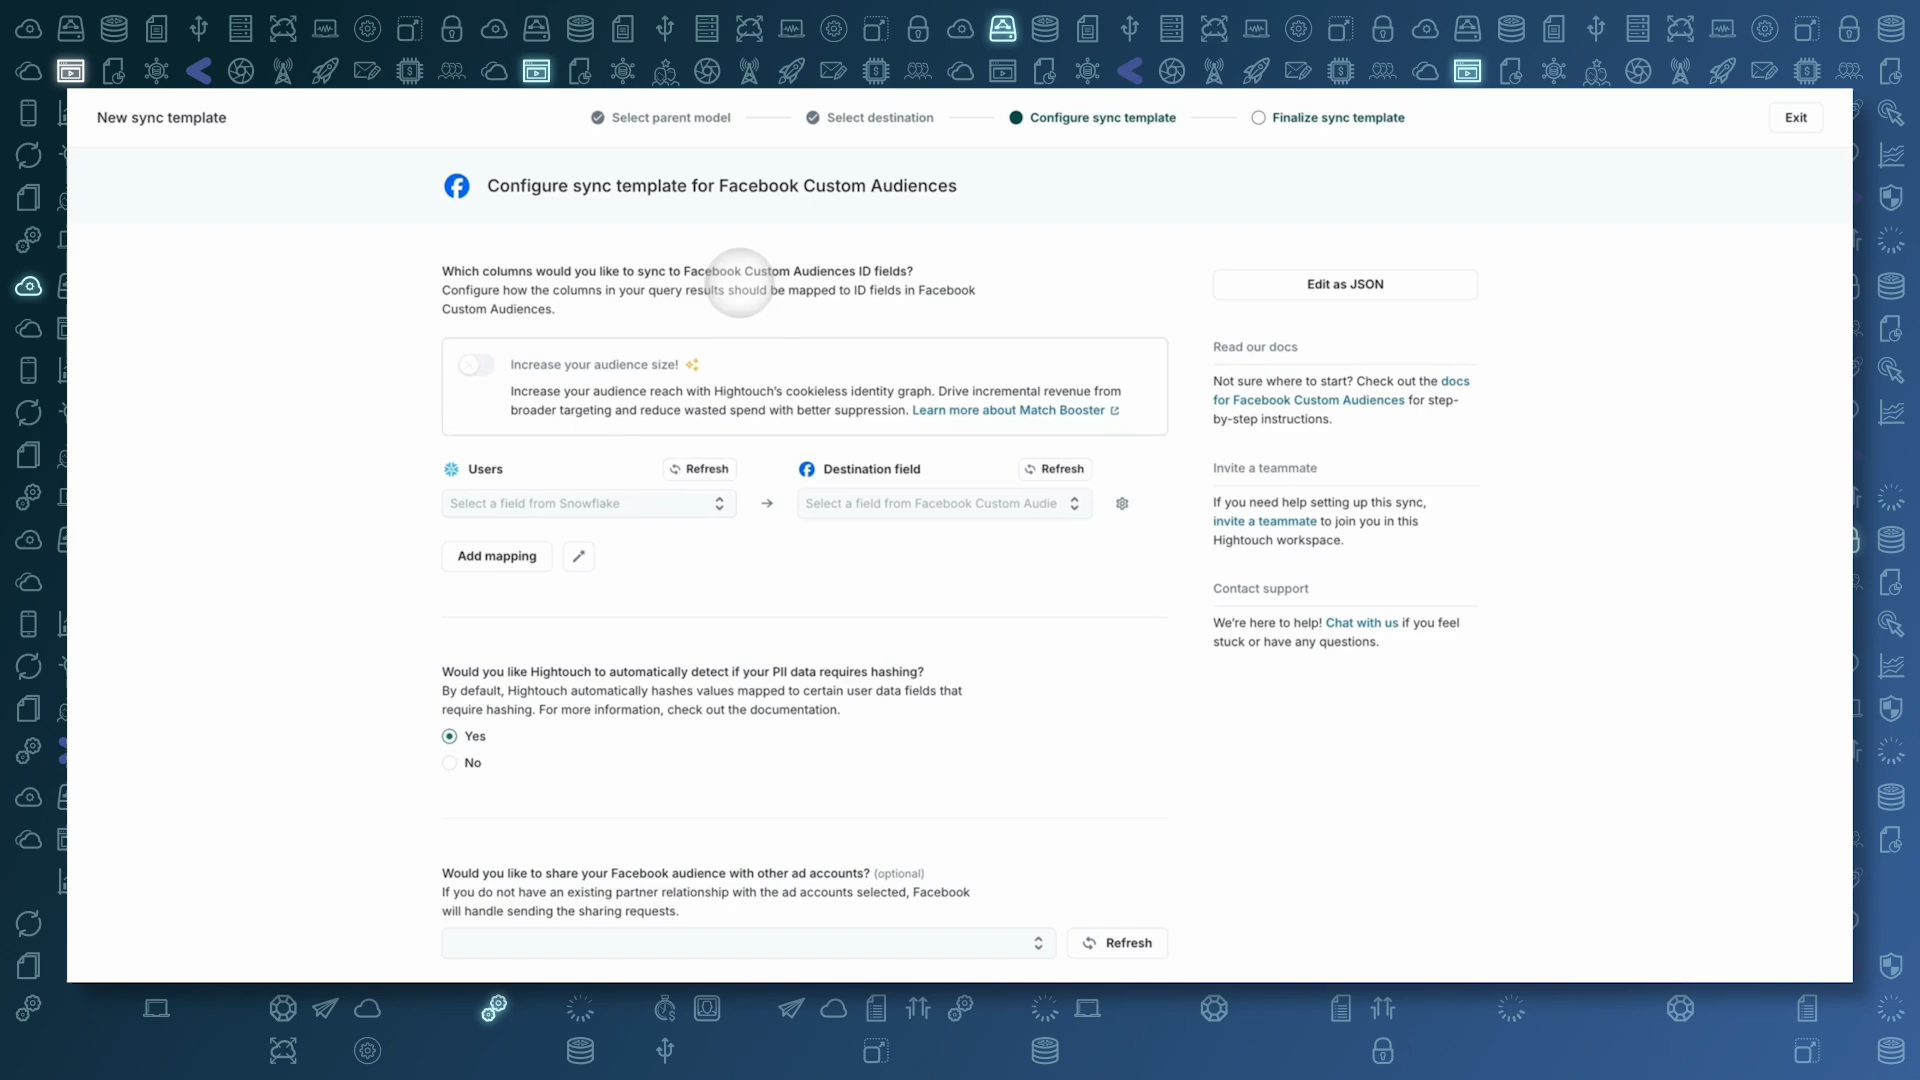 New sync template
Select parent model
Select destination
Configure sync template
Finalize sync template
Exit
Configure sync template for Facebook Custom Audiences
Which columns would you like to sync to Facebook Custom Audiences ID fields?
Configure how the columns in your query results should be mapped to ID fields in Facebook
Custom Audiences.
Increase your audience size!
Increase your audience reach with Hightouch's cookieless identity graph. Drive incremental revenue from
broader targeting and reduce wasted spend with better suppression. Learn more about Match Booster
Users
Refresh
Destination field
Refresh
Select a field from Snowflake
Select a field from Facebook Custom Audie
Add mapping
Would you like Hightouch to automatically detect if your PII data requires hashing?
By default, Hightouch automatically hashes values mapped to certain user data fields that
require hashing. For more information, check out the documentation.
Yes
No
Would you like to share your Facebook audience with other ad accounts? (optional)
If you do not have an existing partner relationship with the ad accounts selected, Facebook
will handle sending the sharing requests.
Refresh
Edit as JSON
Read our docs
Not sure where to start? Check out the docs
for Facebook Custom Audiences for step-
by-step instructions.
Invite a teammate
If you need help setting up this sync,
invite a teammate to join you in this
Hightouch workspace.
Contact support
We're here to help! Chat with us if you feel
stuck or have any questions.